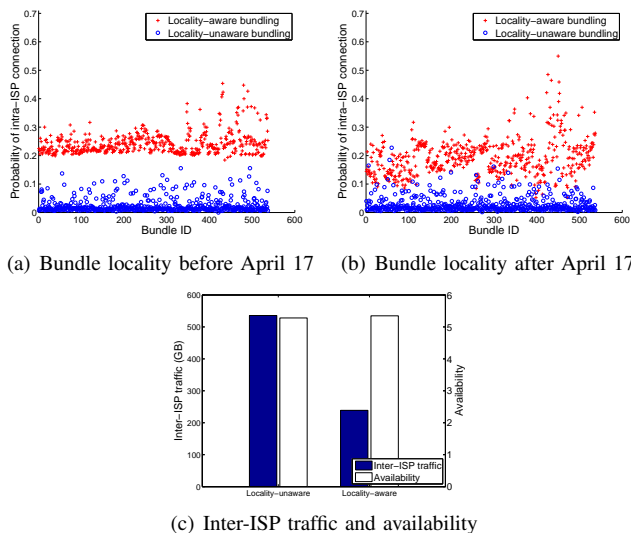 Locality−aware bundling
Locality−unaware bundling
Probability of intra−ISP connection
0.7
0.6
0.5
0.4
0.3
0.2
0.1
0
0 100 200 300 400 500 600
Bundle ID
(a) Bundle locality before April 17
Locality−aware bundling
Locality−unaware bundling
Probability of intra−ISP connection
0.7
0.6
0.5
0.4
0.3
0.2
0.1
0
0 100 200 300 400 500 600
Bundle ID
(b) Bundle locality after April 17
Inter−ISP traffic (GB)
600
500
400
300
200
100
0
6
5
4
3
2
1
0
Availability
Inter−ISP traffic
Availability
Locality−unaware Locality−aware
(c) Inter-ISP traffic and availability